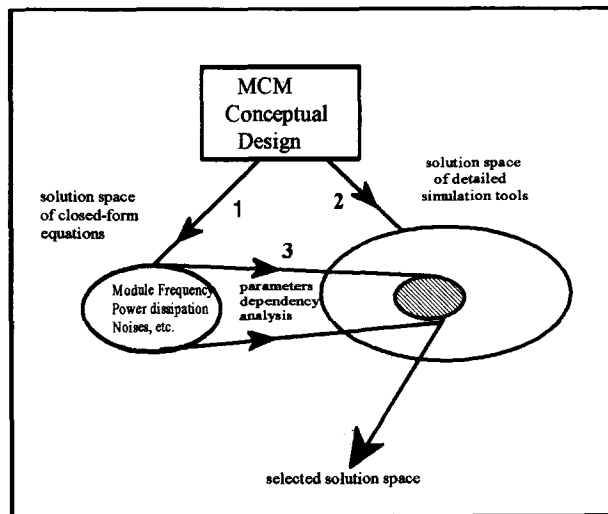 MCM
Conceptual
Design
solution space
of detailed
simulation tools
solution space
of closed-form
equations
1
2
3
Module Frequency
Power dissipation
Noises, etc.
parameters
dependency
analysis
selected solution space